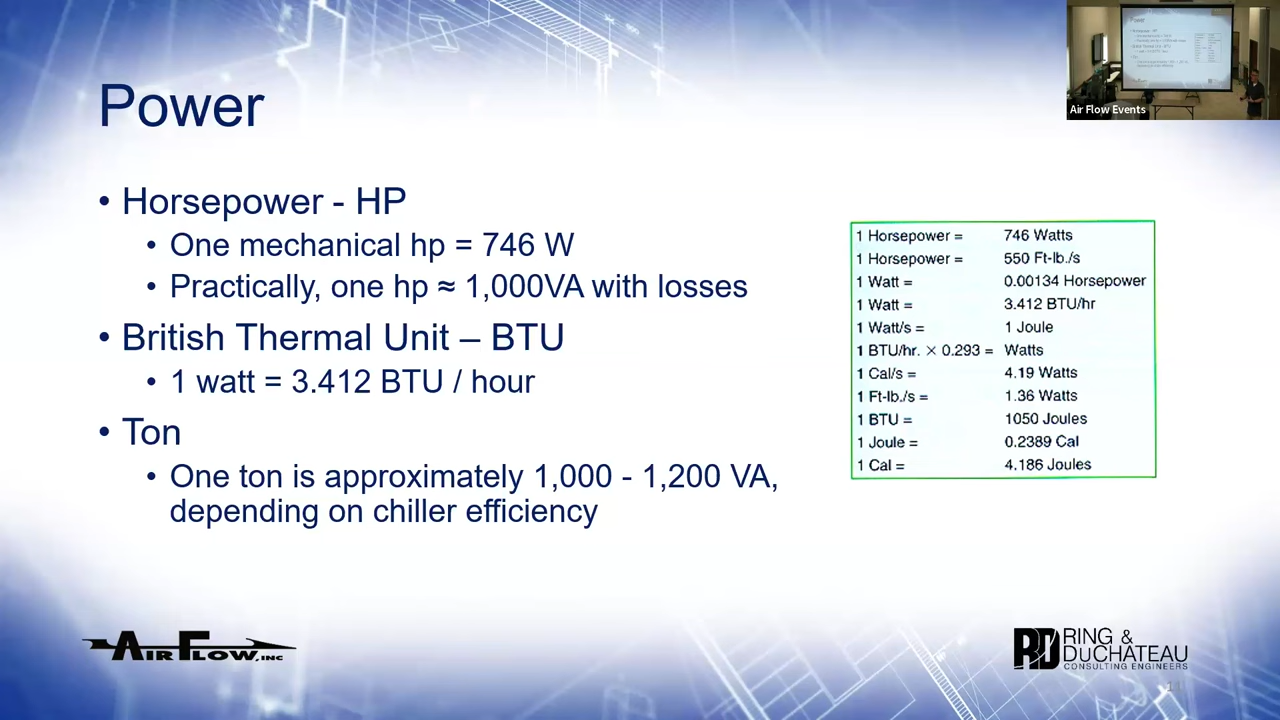 Air Flow Events
Power
• Horsepower - HP
• One mechanical hp = 746 W
• Practically, one hp ≈ 1,000VA with losses
• British Thermal Unit – BTU
• 1 watt = 3.412 BTU / hour
• Ton
• One ton is approximately 1,000 - 1,200 VA,
depending on chiller efficiency
1 Horsepower = 746 Watts
1 Horsepower = 550 Ft-lb./s
1 Watt = 0.00134 Horsepower
1 Watt = 3.412 BTU/hr
1 Watt/s = 1 Joule
1 BTU/hr. × 0.293 = Watts
1 Cal/s = 4.19 Watts
1 Ft-lb./s = 1.36 Watts
1 BTU = 1050 Joules
1 Joule = 0.2389 Cal
1 Cal = 4.186 Joules
AIR FLOW, INC
RD RING &
DUCHATEAU
CONSULTING ENGINEERS